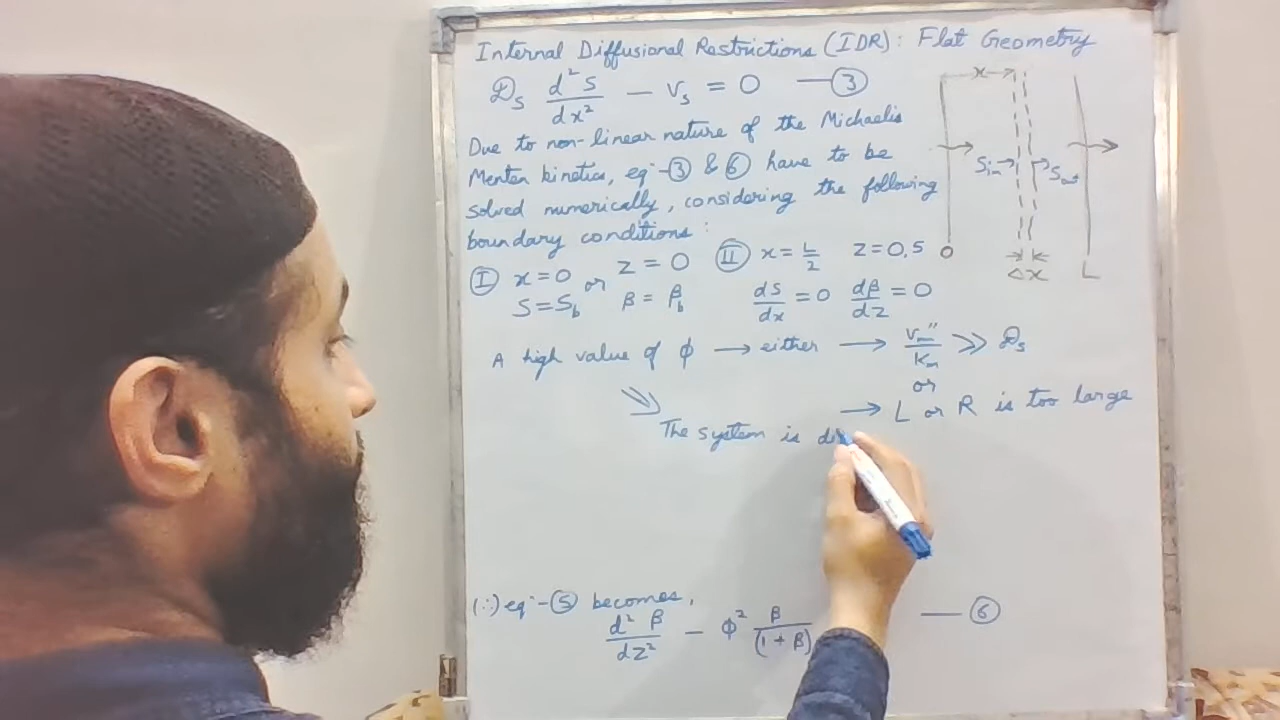 Internal Diffusional Restrictions (IDR): Flat Geometry
𝒟s d²S/dx² − vs = 0 — ③
Due to non-linear nature of the Michaelis
Menten kinetics, eqⁿ-③ & ⑥ have to be
solved numerically, considering the following
boundary conditions:
Ⓘ x=0 or z=0
S=Sb β=βb
Ⓘ︎Ⓘ x=L/2 z=0.5
dS/dx=0 dβ/dz=0
x
Sin → → Sout
Δx
0 L
A high value of ϕ → either → vm''/Km ≫ 𝒟s
or
→ L or R is too large
⇒ The system is di
(∴) eqⁿ-⑤ becomes,
d²β/dz² − ϕ² β/(1+β) — ⑥